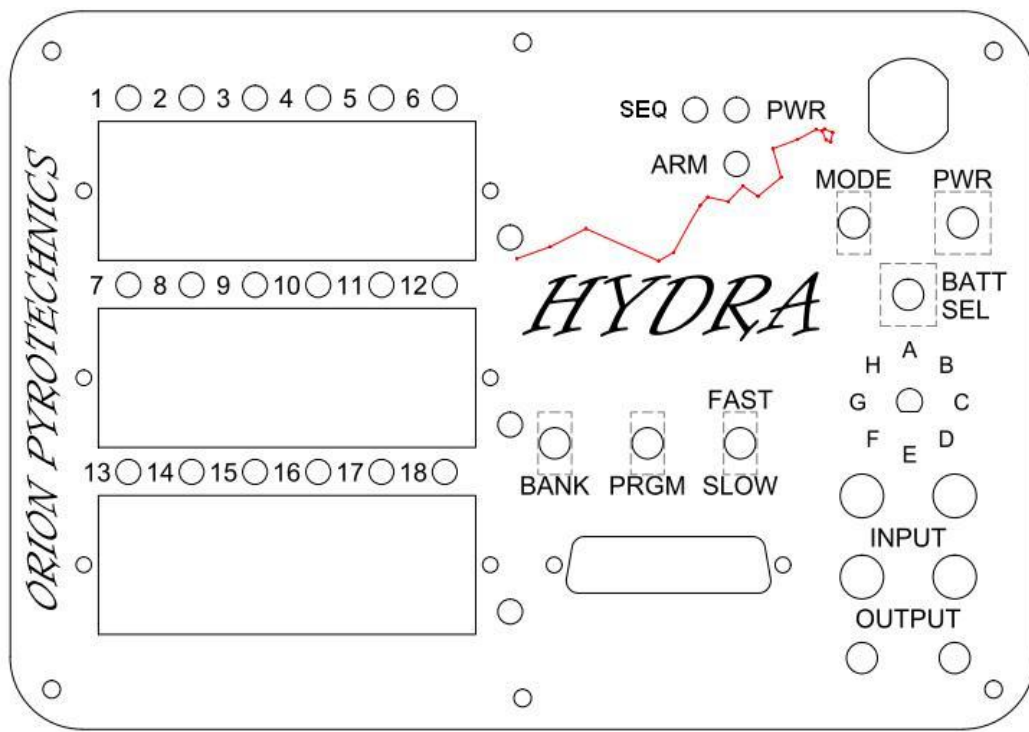 ORION PYROTECHNICS
1 2 3 4 5 6
7 8 9 10 11 12
13 14 15 16 17 18
SEQ PWR
ARM
HYDRA
BANK PRGM FAST
SLOW
MODE PWR
BATT
SEL
A
H B
G C
F D
E
INPUT
OUTPUT